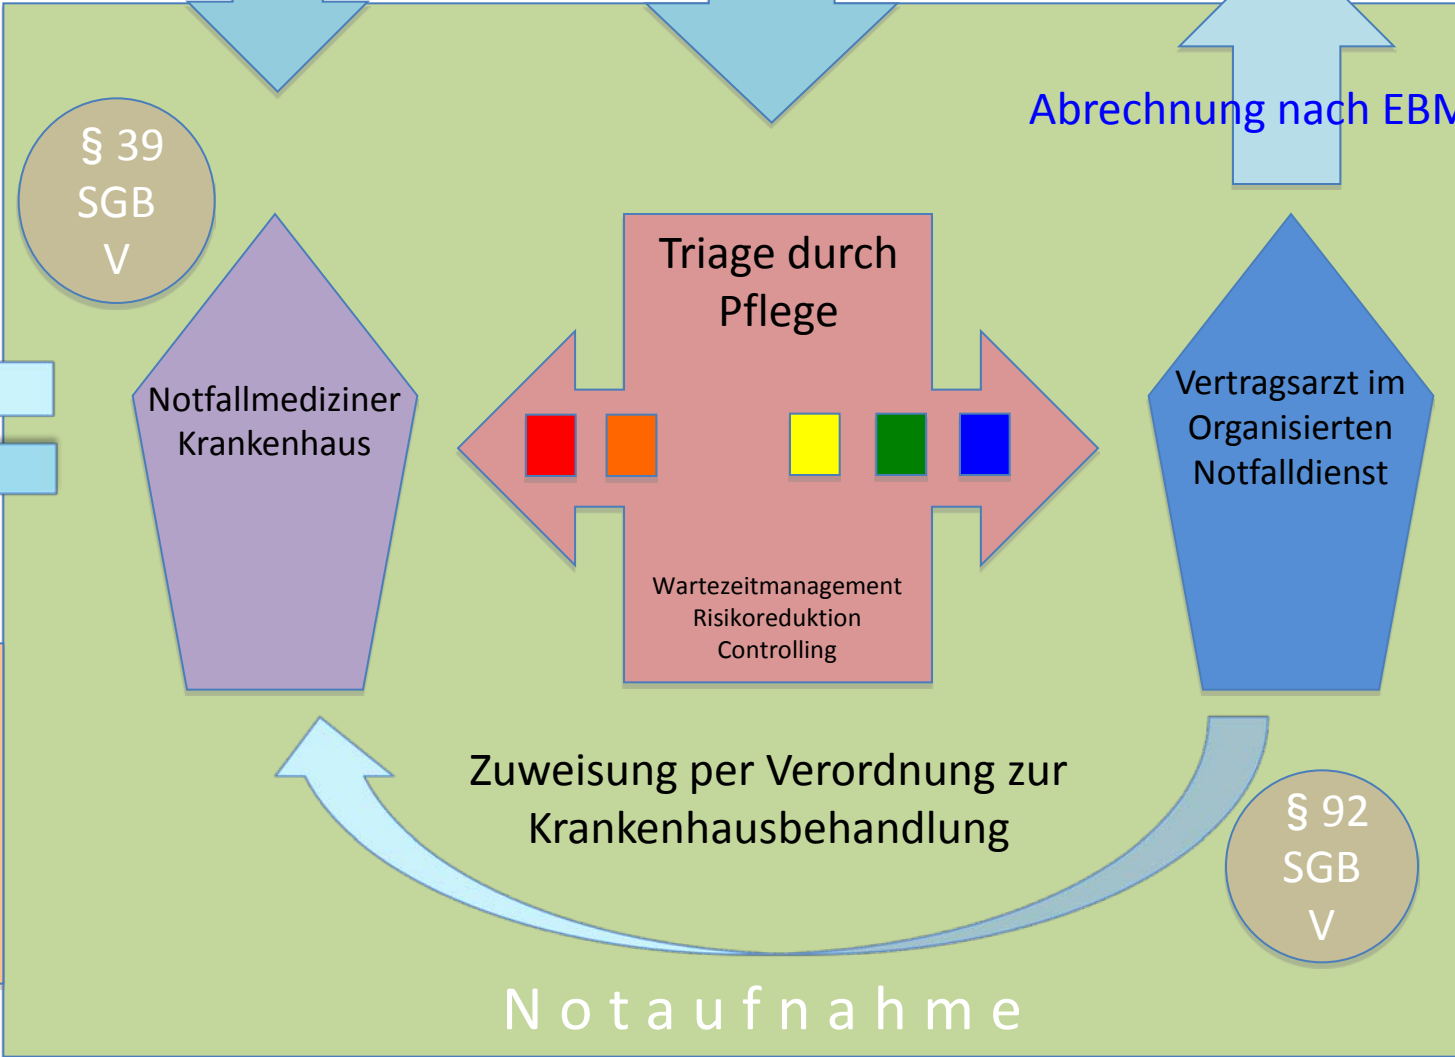 Abrechnung nach EBM
§ 39
SGB
V
Triage durch
Pflege
Notfallmediziner
Krankenhaus
Vertragsarzt im
Organisierten
Notfalldienst
Wartezeitmanagement
Risikoreduktion
Controlling
Zuweisung per Verordnung zur
Krankenhausbehandlung
§ 92
SGB
V
Notaufnahme